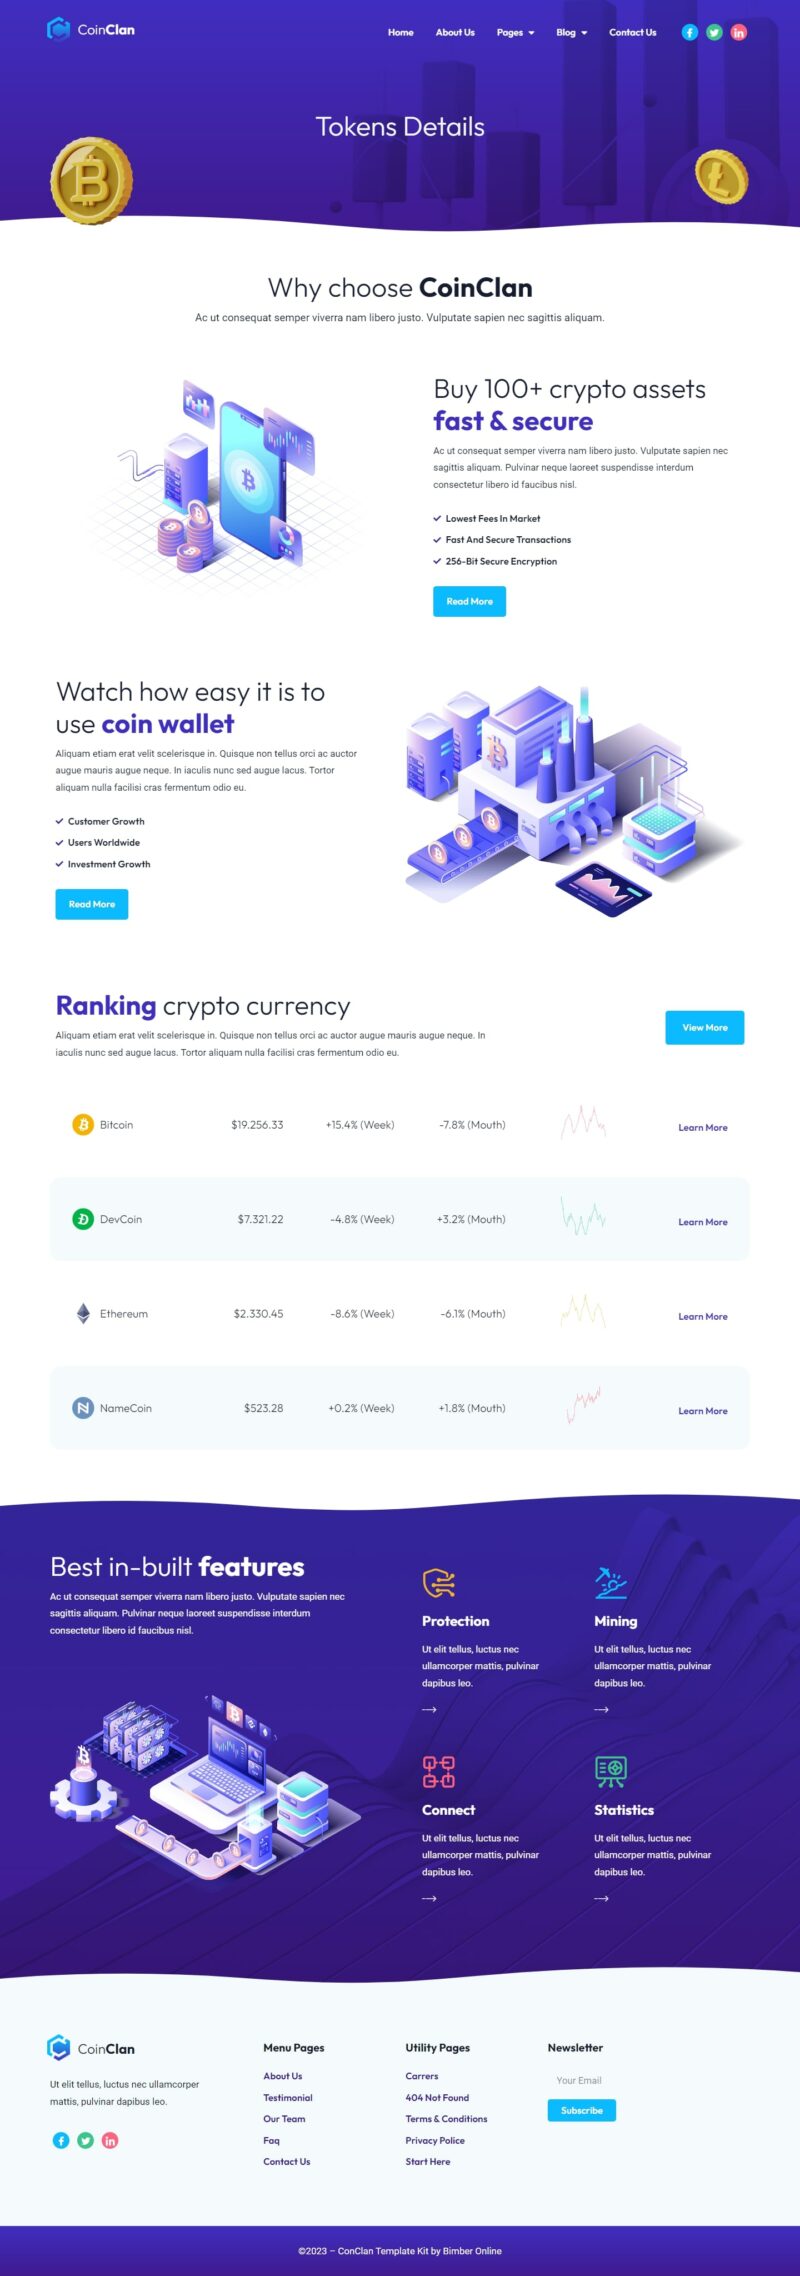 CoinClan
Home About Us Pages Blog Contact Us
Tokens Details
Why choose CoinClan
Ac ut consequat semper viverra nam libero justo. Vulputate sapien nec sagittis aliquam.
Buy 100+ crypto assets
fast & secure
Ac ut consequat semper viverra nam libero justo. Vulputate sapien nec
sagittis aliquam. Pulvinar neque laoreet suspendisse interdum
consectetur libero id faucibus nisl.
Lowest Fees In Market
Fast And Secure Transactions
256-Bit Secure Encryption
Read More
Watch how easy it is to
use coin wallet
Aliquam etiam erat velit scelerisque in. Quisque non tellus orci ac auctor
augue mauris augue neque. In iaculis nunc sed augue lacus. Tortor
aliquam nulla facilisi cras fermentum odio eu.
Customer Growth
Users Worldwide
Investment Growth
Read More
Ranking crypto currency
Aliquam etiam erat velit scelerisque in. Quisque non tellus orci ac auctor augue mauris augue neque. In
iaculis nunc sed augue lacus. Tortor aliquam nulla facilisi cras fermentum odio eu.
View More
Bitcoin $19.256.33 +15.4% (Week) -7.8% (Mouth) Learn More
DevCoin $7.321.22 -4.8% (Week) +3.2% (Mouth) Learn More
Ethereum $2.330.45 -8.6% (Week) -6.1% (Mouth) Learn More
NameCoin $523.28 +0.2% (Week) +1.8% (Mouth) Learn More
Best in-built features
Ac ut consequat semper viverra nam libero justo. Vulputate sapien nec
sagittis aliquam. Pulvinar neque laoreet suspendisse interdum
consectetur libero id faucibus nisl.
Protection
Ut elit tellus, luctus nec
ullamcorper mattis, pulvinar
dapibus leo.
Mining
Ut elit tellus, luctus nec
ullamcorper mattis, pulvinar
dapibus leo.
Connect
Ut elit tellus, luctus nec
ullamcorper mattis, pulvinar
dapibus leo.
Statistics
Ut elit tellus, luctus nec
ullamcorper mattis, pulvinar
dapibus leo.
CoinClan
Ut elit tellus, luctus nec ullamcorper
mattis, pulvinar dapibus leo.
Menu Pages
About Us
Testimonial
Our Team
Faq
Contact Us
Utility Pages
Carrers
404 Not Found
Terms & Conditions
Privacy Police
Start Here
Newsletter
Your Email
Subscribe
©2023 – ConClan Template Kit by Bimber Online